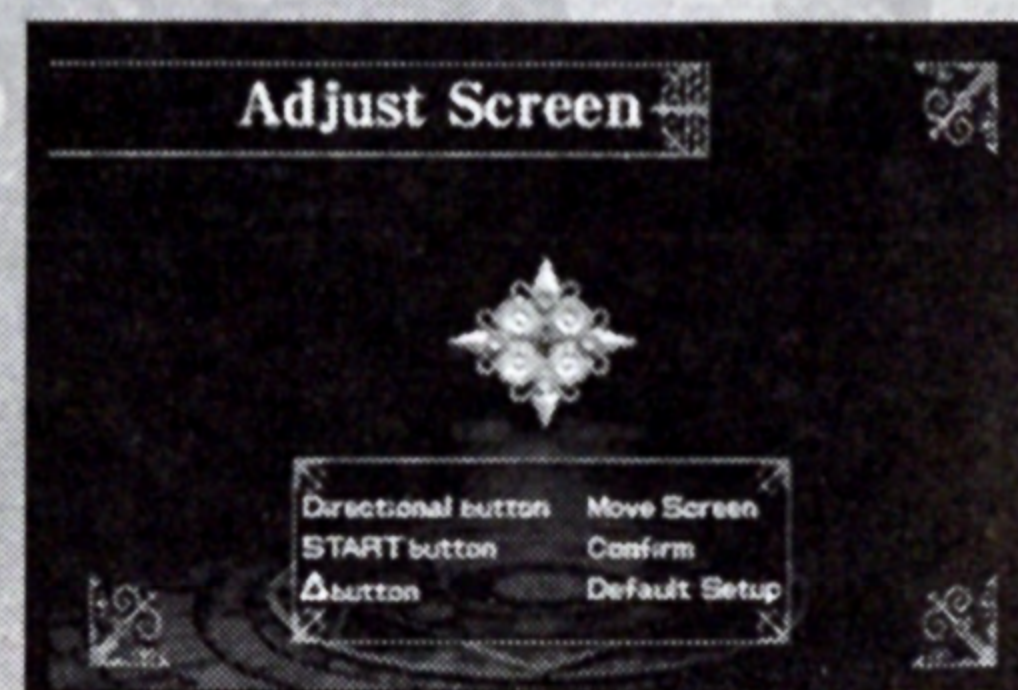 Adjust Screen
Directional button Move Screen
START button Confirm
△ button Default Setup